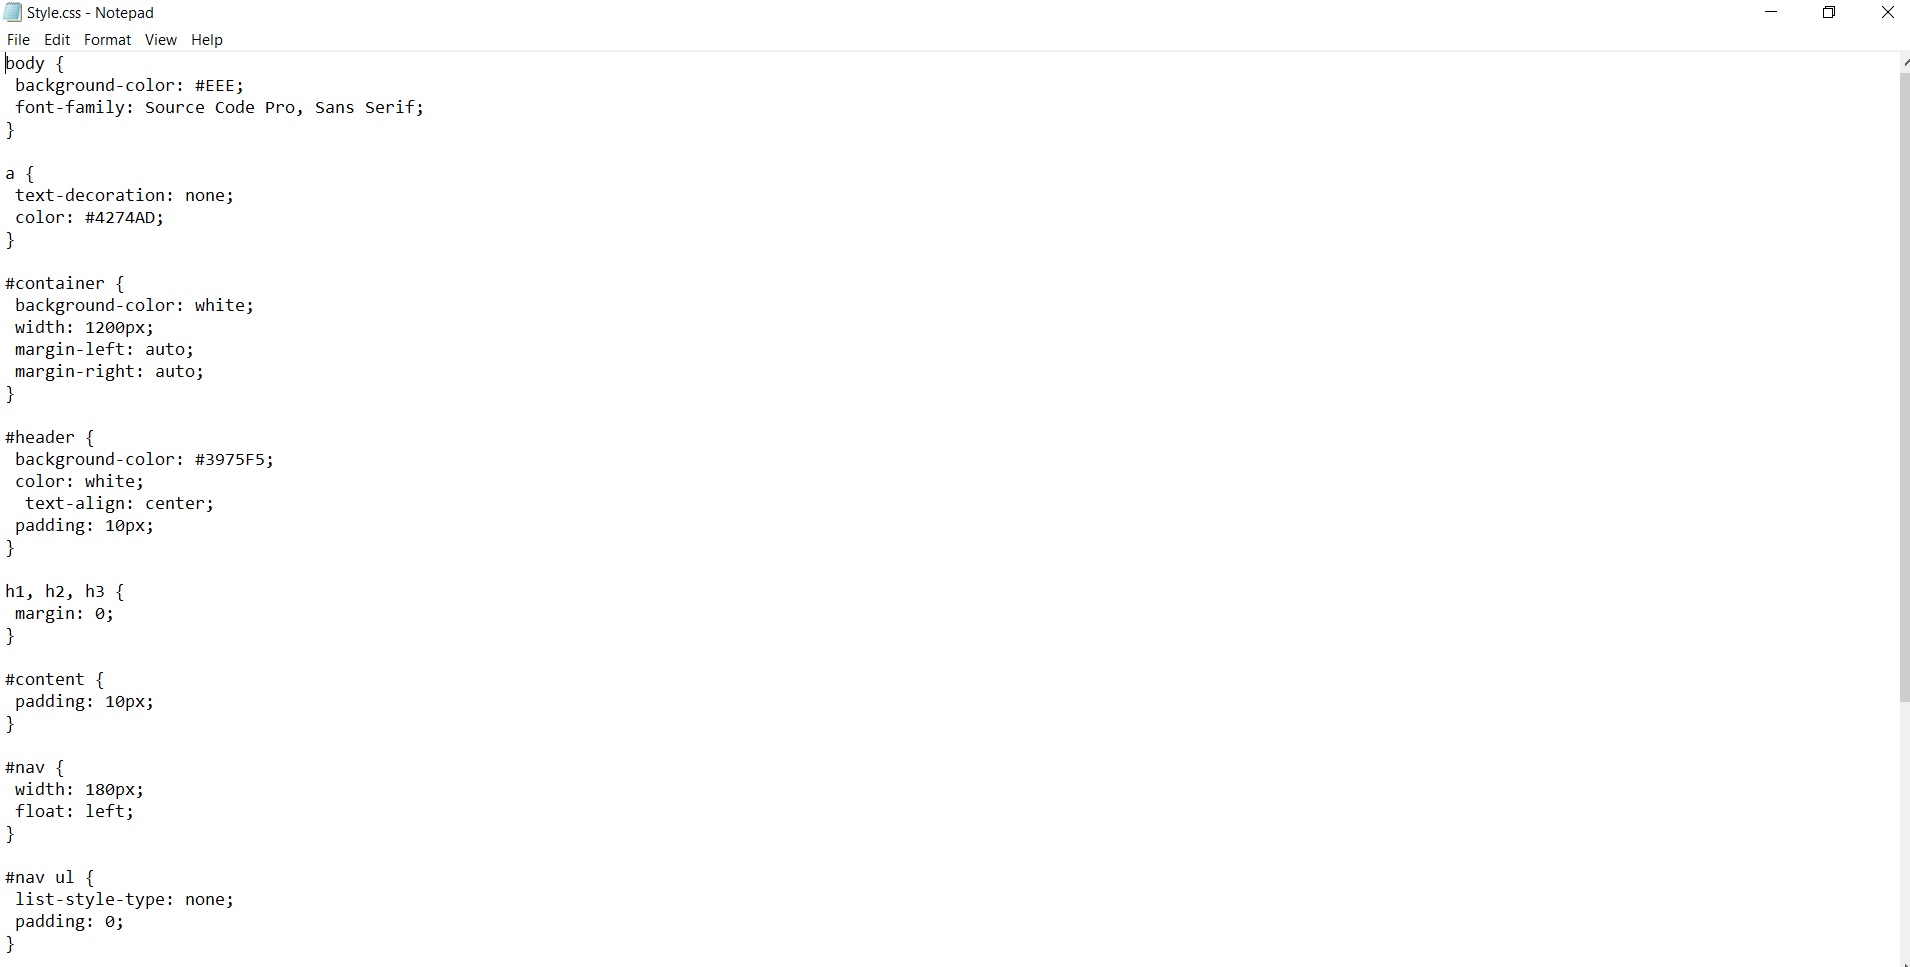 Style.css - Notepad
File Edit Format View Help
body {
 background-color: #EEE;
 font-family: Source Code Pro, Sans Serif;
}

a {
 text-decoration: none;
 color: #4274AD;
}

#container {
 background-color: white;
 width: 1200px;
 margin-left: auto;
 margin-right: auto;
}

#header {
 background-color: #3975F5;
 color: white;
  text-align: center;
 padding: 10px;
}

h1, h2, h3 {
 margin: 0;
}

#content {
 padding: 10px;
}

#nav {
 width: 180px;
 float: left;
}

#nav ul {
 list-style-type: none;
 padding: 0;
}